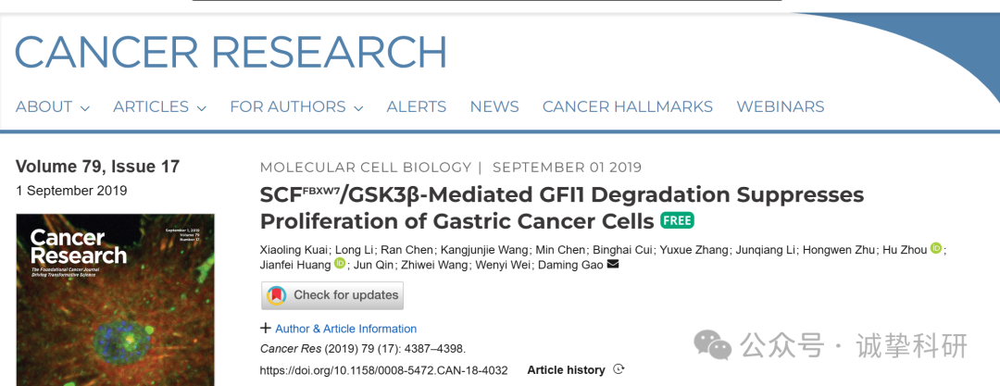 CANCER RESEARCH
ABOUT ARTICLES FOR AUTHORS ALERTS NEWS CANCER HALLMARKS WEBINARS
Volume 79, Issue 17
1 September 2019
Cancer
Research
September 1, 2019
Volume 79
Number 17
The Foundational Cancer Journal
Driving Transformative Science
MOLECULAR CELL BIOLOGY | SEPTEMBER 01 2019
SCFFBXW7/GSK3β-Mediated GFI1 Degradation Suppresses
Proliferation of Gastric Cancer Cells FREE
Xiaoling Kuai; Long Li; Ran Chen; Kangjunjie Wang; Min Chen; Binghai Cui; Yuxue Zhang; Junqiang Li; Hongwen Zhu; Hu Zhou iD;
Jianfei Huang iD; Jun Qin; Zhiwei Wang; Wenyi Wei; Daming Gao
Check for updates
+ Author & Article Information
Cancer Res (2019) 79 (17): 4387–4398.
https://doi.org/10.1158/0008-5472.CAN-18-4032 Article history
公众号 · 诚挚科研